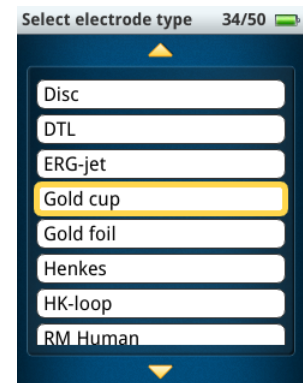 Select electrode type 34/50
Disc
DTL
ERG-jet
Gold cup
Gold foil
Henkes
HK-loop
RM Human